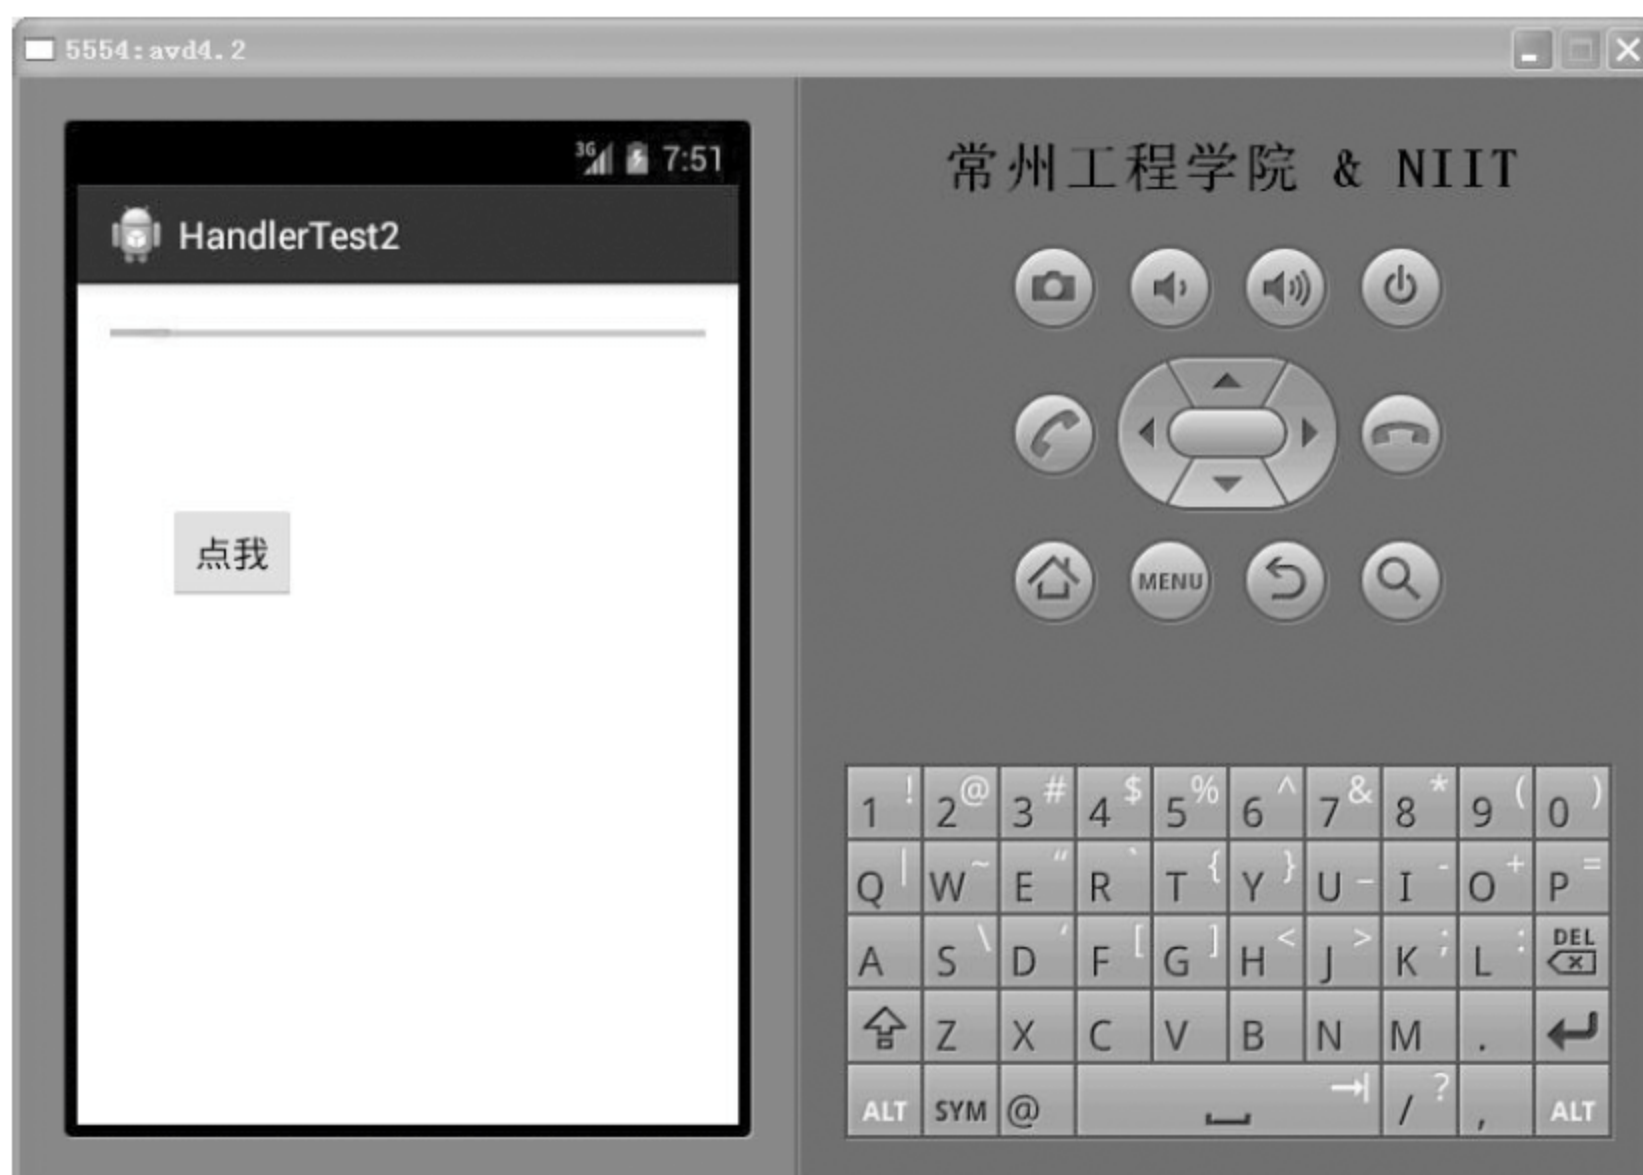 5554:avd4.2
3G 7:51
HandlerTest2
点我
常州工程学院 & NIIT
MENU
1 ! 2 @ 3 # 4 $ 5 % 6 ^ 7 & 8 * 9 ( 0 )
Q | W ~ E “ R ` T { Y } U _ I - O + P =
A S \ D ‘ F [ G ] H < J > K ; L : DEL
Z X C V B N M .
ALT SYM @ / ? , ALT